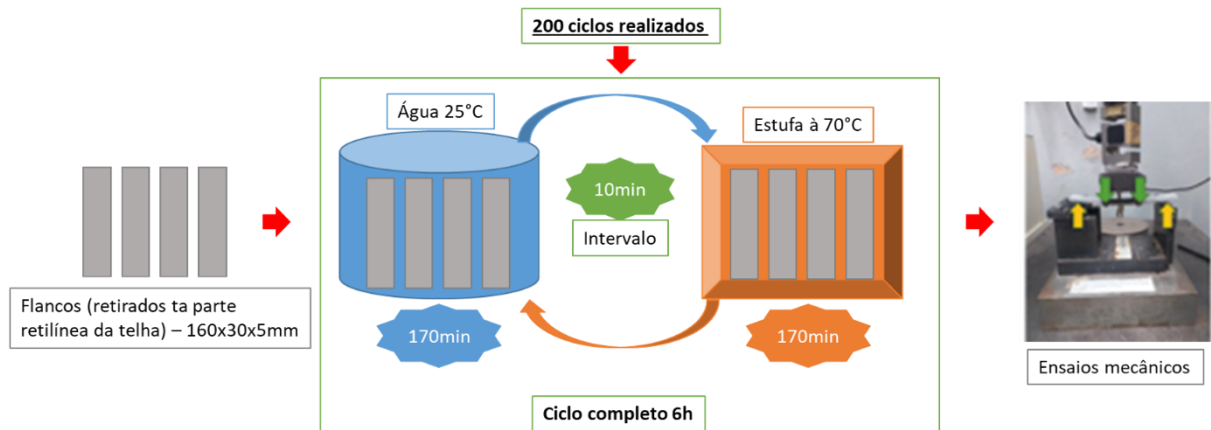 200 ciclos realizados
Água 25°C
Estufa à 70°C
10min
Intervalo
Flancos (retirados ta parte
retilínea da telha) – 160x30x5mm
170min
170min
Ensaios mecânicos
Ciclo completo 6h